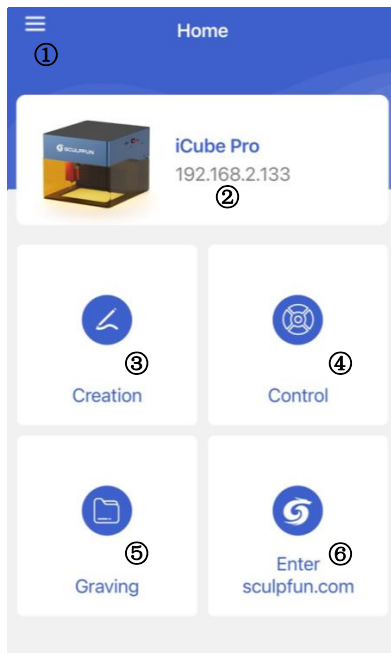 Home
①
SCULPFUN
iCube Pro
192.168.2.133
②
③
Creation
④
Control
⑤
Graving
⑥
Enter
sculpfun.com